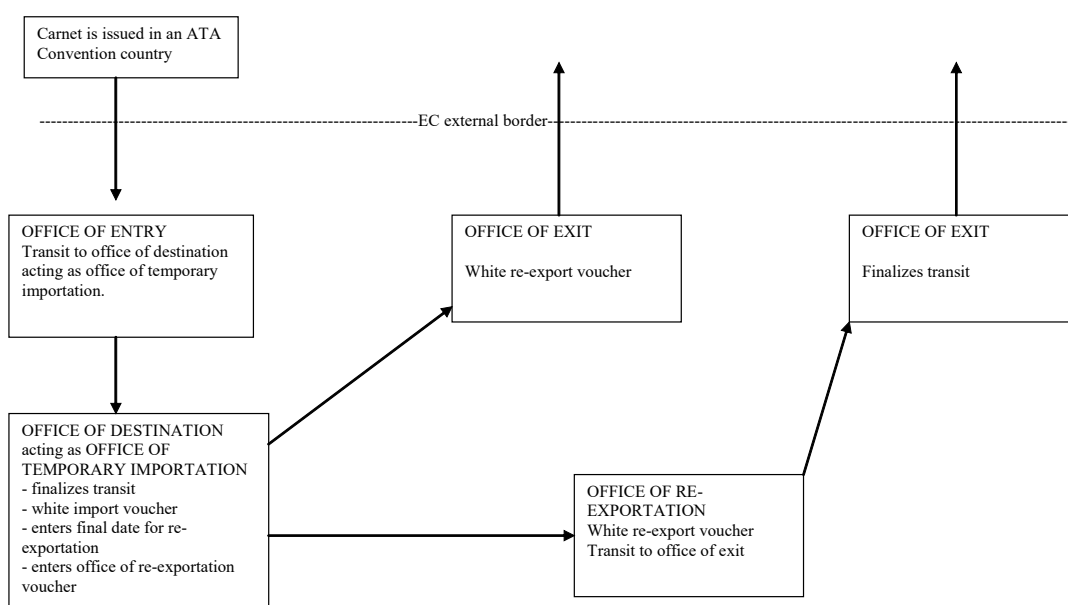 Carnet is issued in an ATA
Convention country
EC external border
OFFICE OF ENTRY
Transit to office of destination
acting as office of temporary
importation.
OFFICE OF EXIT
White re-export voucher
OFFICE OF EXIT
Finalizes transit
OFFICE OF DESTINATION
acting as OFFICE OF
TEMPORARY IMPORTATION
- finalizes transit
- white import voucher
- enters final date for re-
exportation
- enters office of re-exportation
voucher
OFFICE OF RE-
EXPORTATION
White re-export voucher
Transit to office of exit